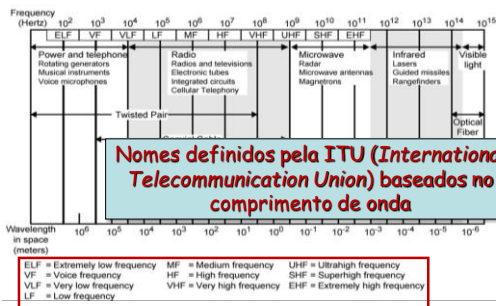 Frequency
(Hertz) 10² 10³ 10⁴ 10⁵ 10⁶ 10⁷ 10⁸ 10⁹ 10¹⁰ 10¹¹ 10¹² 10¹³ 10¹⁴ 10¹⁵
ELF VF VLF LF MF HF VHF UHF SHF EHF
Power and telephone
Rotating generators
Musical instruments
Voice microphones
Radio
Radios and televisions
Electronic tubes
Integrated circuits
Cellular Telephony
Microwave
Radar
Microwave antennas
Magnetrons
Infrared
Lasers
Guided missiles
Rangefinders
Visible
light
Twisted Pair
Optical
Fiber
Nomes definidos pela ITU (Internationa
Telecommunication Union) baseados no
comprimento de onda
Wavelength
in space
(meters)
10⁶ 10⁵ 10⁴ 10³ 10² 10¹ 10⁰ 10⁻¹ 10⁻² 10⁻³ 10⁻⁴ 10⁻⁵ 10⁻⁶
ELF = Extremely low frequency MF = Medium frequency UHF = Ultrahigh frequency
VF = Voice frequency HF = High frequency SHF = Superhigh frequency
VLF = Very low frequency VHF = Very high frequency EHF = Extremely high frequency
LF = Low frequency